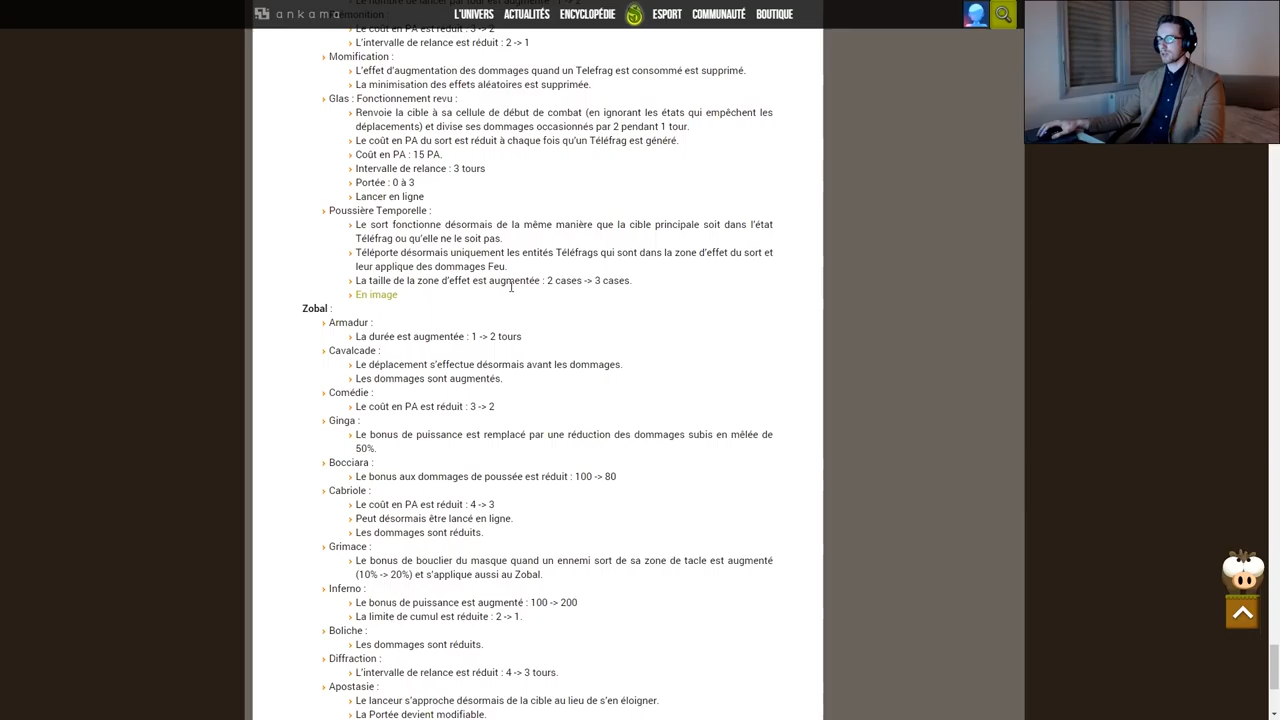 ankama
L'UNIVERS
ACTUALITÉS
ENCYCLOPÉDIE
ESPORT
COMMUNAUTÉ
BOUTIQUE
Le coût en PA est réduit : 3 -> 2
L'intervalle de relance est réduit : 2 -> 1
Momification :
L'effet d'augmentation des dommages quand un Telefrag est consommé est supprimé.
La minimisation des effets aléatoires est supprimée.
Glas : Fonctionnement revu :
Renvoie la cible à sa cellule de début de combat (en ignorant les états qui empêchent les
déplacements) et divise ses dommages occasionnés par 2 pendant 1 tour.
Le coût en PA du sort est réduit à chaque fois qu'un Téléfrag est généré.
Coût en PA : 15 PA.
Intervalle de relance : 3 tours
Portée : 0 à 3
Lancer en ligne
Poussière Temporelle :
Le sort fonctionne désormais de la même manière que la cible principale soit dans l'état
Téléfrag ou qu'elle ne le soit pas.
Téléporte désormais uniquement les entités Téléfrags qui sont dans la zone d'effet du sort et
leur applique des dommages Feu.
La taille de la zone d'effet est augmentée : 2 cases -> 3 cases.
En image
Zobal :
Armadur :
La durée est augmentée : 1 -> 2 tours
Cavalcade :
Le déplacement s'effectue désormais avant les dommages.
Les dommages sont augmentés.
Comédie :
Le coût en PA est réduit : 3 -> 2
Ginga :
Le bonus de puissance est remplacé par une réduction des dommages subis en mêlée de
50%.
Bocciara :
Le bonus aux dommages de poussée est réduit : 100 -> 80
Cabriole :
Le coût en PA est réduit : 4 -> 3
Peut désormais être lancé en ligne.
Les dommages sont réduits.
Grimace :
Le bonus de bouclier du masque quand un ennemi sort de sa zone de tacle est augmenté
(10% -> 20%) et s'applique aussi au Zobal.
Inferno :
Le bonus de puissance est augmenté : 100 -> 200
La limite de cumul est réduite : 2 -> 1.
Boliche :
Les dommages sont réduits.
Diffraction :
L'intervalle de relance est réduit : 4 -> 3 tours.
Apostasie :
Le lanceur s'approche désormais de la cible au lieu de s'en éloigner.
La Portée devient modifiable.